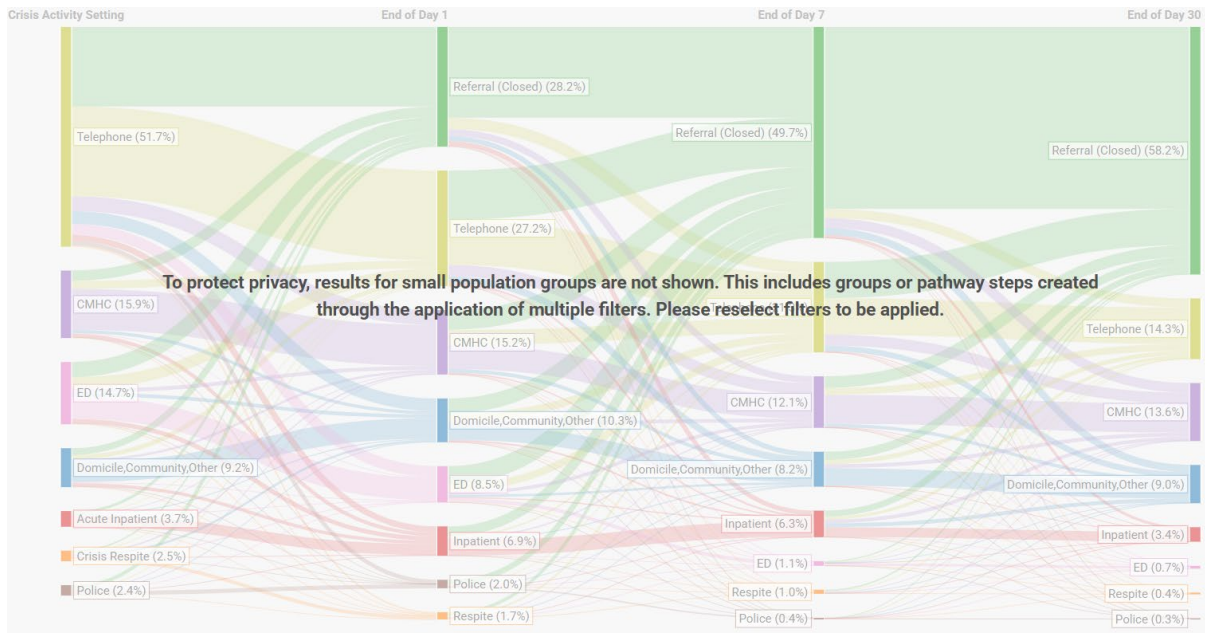 Crisis Activity Setting
End of Day 1
End of Day 7
End of Day 30
Telephone (51.7%)
CMHC (15.9%)
ED (14.7%)
Domicile,Community,Other (9.2%)
Acute Inpatient (3.7%)
Crisis Respite (2.5%)
Police (2.4%)
Referral (Closed) (28.2%)
Telephone (27.2%)
CMHC (15.2%)
Domicile,Community,Other (10.3%)
ED (8.5%)
Inpatient (6.9%)
Police (2.0%)
Respite (1.7%)
Referral (Closed) (49.7%)
Telephone
CMHC (12.1%)
Domicile,Community,Other (8.2%)
Inpatient (6.3%)
ED (1.1%)
Respite (1.0%)
Police (0.4%)
Referral (Closed) (58.2%)
Telephone (14.3%)
CMHC (13.6%)
Domicile,Community,Other (9.0%)
Inpatient (3.4%)
ED (0.7%)
Respite (0.4%)
Police (0.3%)
To protect privacy, results for small population groups are not shown. This includes groups or pathway steps created
through the application of multiple filters. Please reselect filters to be applied.